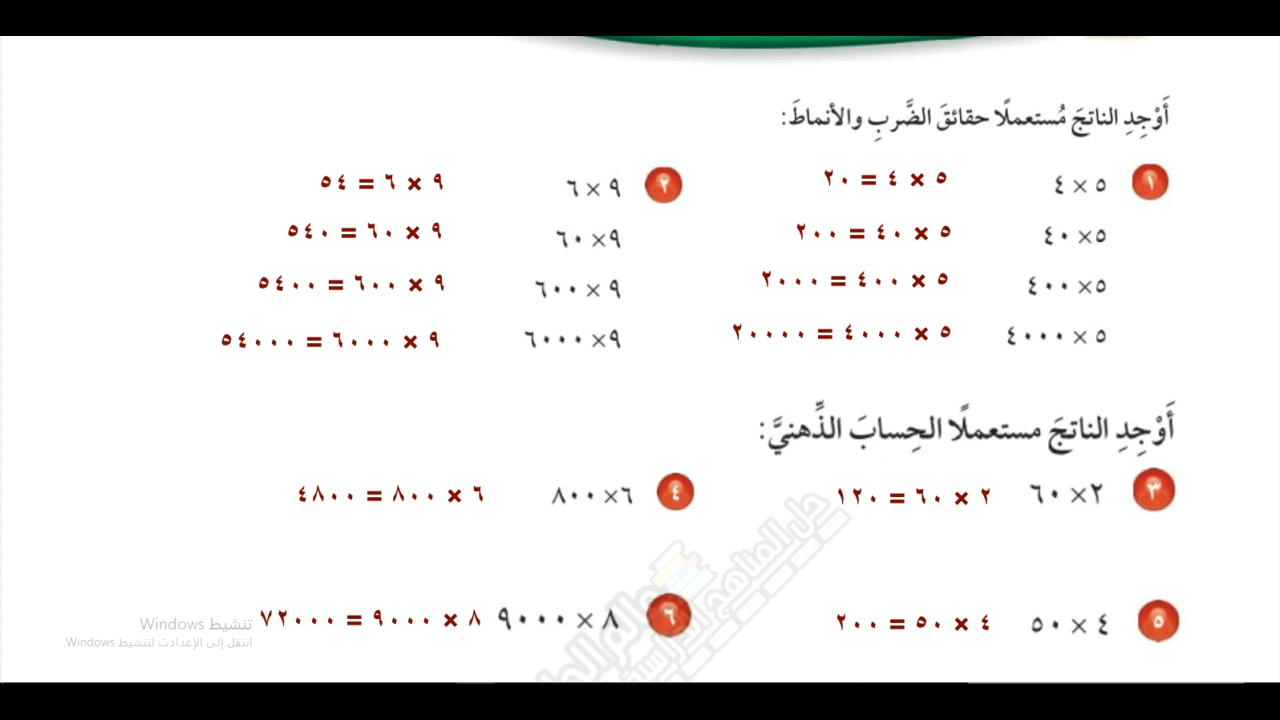 أَوْجِدِ الناتجَ مُستعملًا حقائقَ الضَّربِ والأنماطَ:
١ ٥ × ٤ ٥ × ٤ = ٢٠ ٢ ٩ × ٦ ٩ × ٦ = ٥٤
٥× ٤٠ ٥ × ٤٠ = ٢٠٠ ٩× ٦٠ ٩ × ٦٠ = ٥٤٠
٥× ٤٠٠ ٥ × ٤٠٠ = ٢٠٠٠ ٩ × ٦٠٠ ٩ × ٦٠٠ = ٥٤٠٠
٥ × ٤٠٠٠ ٥ × ٤٠٠٠ = ٢٠٠٠٠ ٩× ٦٠٠٠ ٩ × ٦٠٠٠ = ٥٤٠٠٠
أَوْجِدِ الناتجَ مستعملًا الحِسابَ الذِّهنيَّ:
٣ ٢×٦٠ ٢ × ٦٠ = ١٢٠ ٤ ٦×٨٠٠ ٦ × ٨٠٠ = ٤٨٠٠
٥ ٤ × ٥٠ ٤ × ٥٠ = ٢٠٠ ٦ ٨ × ٩٠٠٠ ٨ × ٩٠٠٠ = ٧٢٠٠٠
تنشيط Windows
انتقل إلى الإعدادت لتنشيط Windows.
حل المناهج